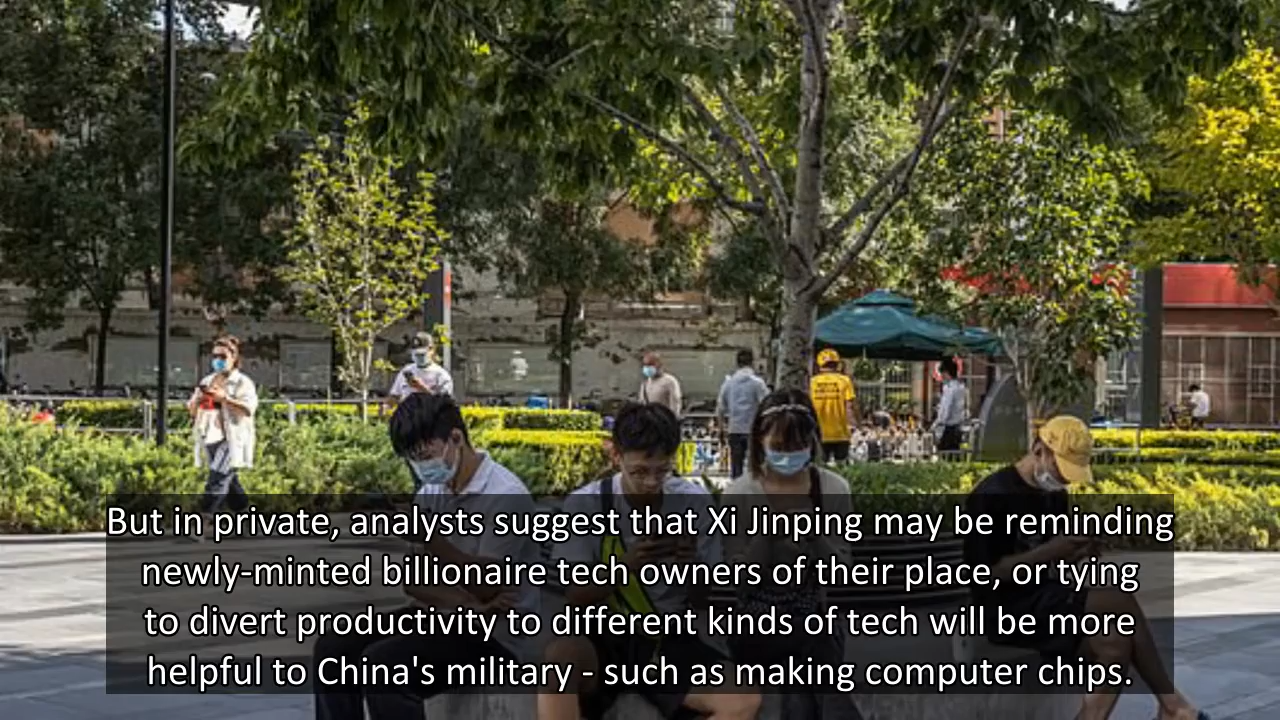 But in private, analysts suggest that Xi Jinping may be reminding
newly-minted billionaire tech owners of their place, or tying
to divert productivity to different kinds of tech will be more
helpful to China's military - such as making computer chips.